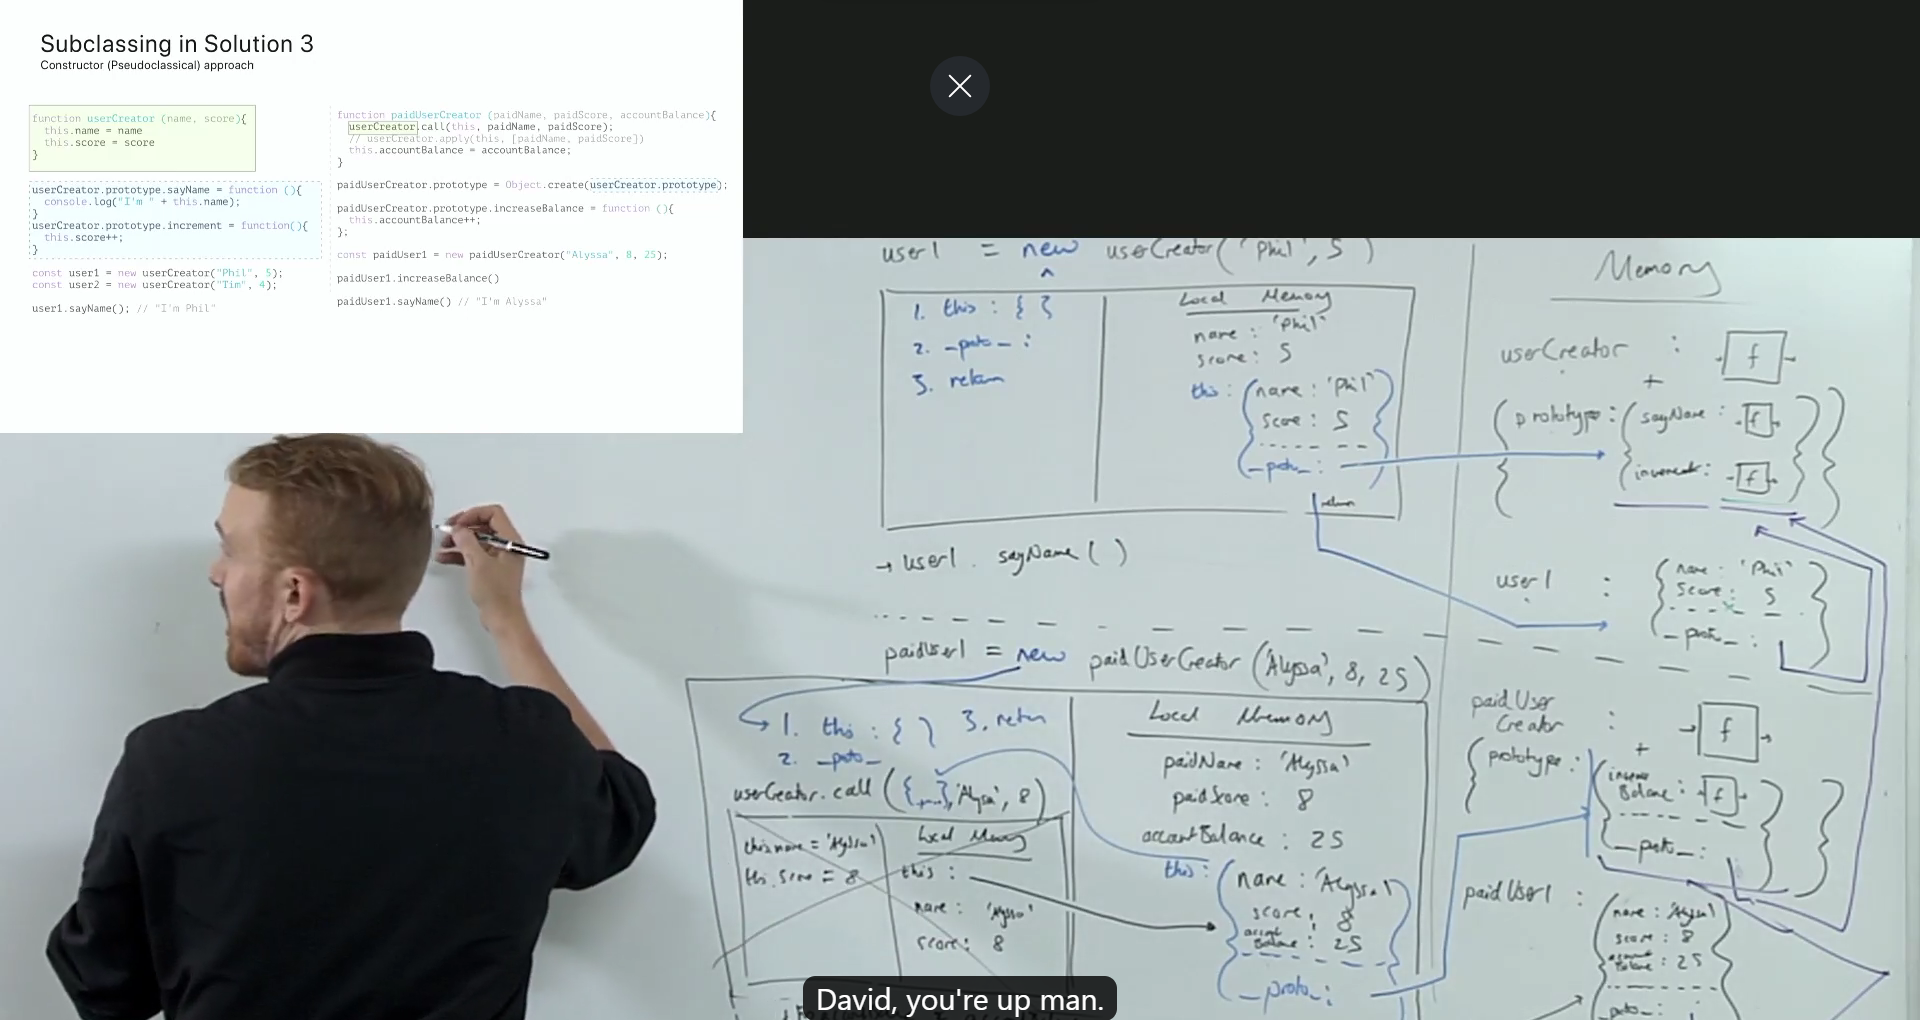 Subclassing in Solution 3
Constructor (Pseudoclassical) approach
function userCreator (name, score){
this.name = name
this.score = score
}
userCreator.prototype.sayName = function (){
console.log("I'm " + this.name);
}
userCreator.prototype.increment = function(){
this.score++;
}
const user1 = new userCreator("Phil", 5);
const user2 = new userCreator("Tim", 4);
user1.sayName(); // "I'm Phil"
function paidUserCreator (paidName, paidScore, accountBalance){
userCreator.call(this, paidName, paidScore);
// userCreator.apply(this, [paidName, paidScore])
this.accountBalance = accountBalance;
}
paidUserCreator.prototype = Object.create(userCreator.prototype);
paidUserCreator.prototype.increaseBalance = function (){
this.accountBalance++;
};
const paidUser1 = new paidUserCreator("Alyssa", 8, 25);
paidUser1.increaseBalance()
paidUser1.sayName() // "I'm Alyssa"
user1 = new userCreator('Phil', 5)
1. this : { }
2. _proto_ :
3. return
Local Memory
name : 'Phil'
score : 5
this : { name : 'Phil'
score : 5
_proto_ :
return
→ user1 . sayName ( )
paidUser1 = new paidUserCreator ('Alyssa', 8, 25)
1. this : { } 3. return
2. _proto_
userCreator.call ({...}, 'Alyssa', 8)
this.name = 'Alyssa'
this.score = 8
Local Memory
this :
name : 'Alyssa'
score : 8
Local Memory
paidName : 'Alyssa'
paidScore : 8
accountBalance : 25
this : { name : 'Alyssa'
score : 8
account Balance : 25
_proto_ :
Memory
userCreator : f
+
prototype : { sayName : f
increment : f
user1 : { name : 'Phil'
score : 5
_proto_ :
paidUser
Creator : f
+
prototype : { increase
Balance : f
_proto_ :
paidUser1 : { name : 'Alyssa'
score : 8
account
Balance : 25
_proto_ :
David, you're up man.